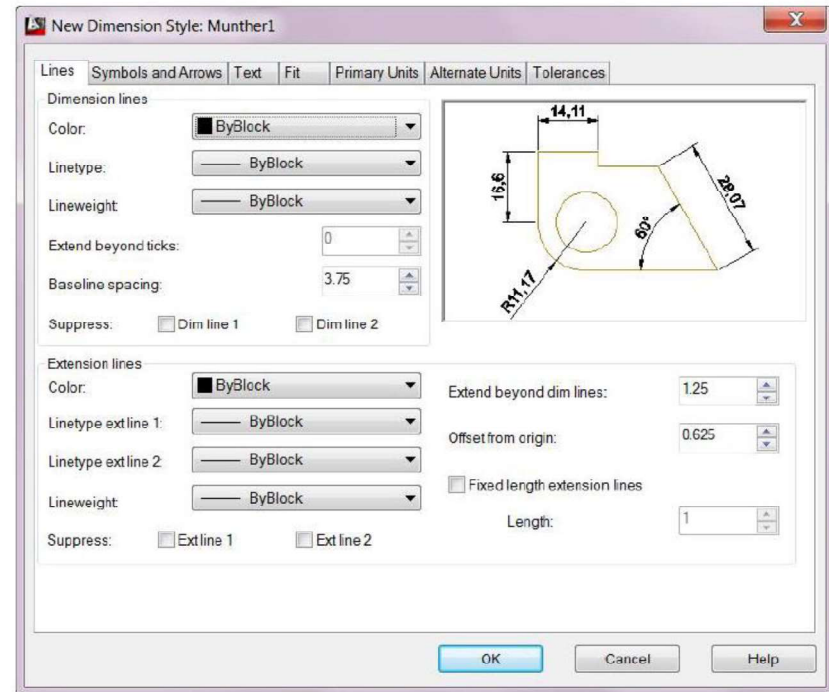 New Dimension Style: Munther1
Lines Symbols and Arrows Text Fit Primary Units Alternate Units Tolerances
Dimension lines
Color: ByBlock
Linetype: ByBlock
Lineweight: ByBlock
Extend beyond ticks: 0
Baseline spacing: 3.75
Suppress: Dim line 1 Dim line 2
14,11
16,6
28,07
60°
R11,17
Extension lines
Color: ByBlock
Linetype ext line 1: ByBlock
Linetype ext line 2: ByBlock
Lineweight: ByBlock
Suppress: Ext line 1 Ext line 2
Extend beyond dim lines: 1.25
Offset from origin: 0.625
Fixed length extension lines
Length: 1
OK Cancel Help